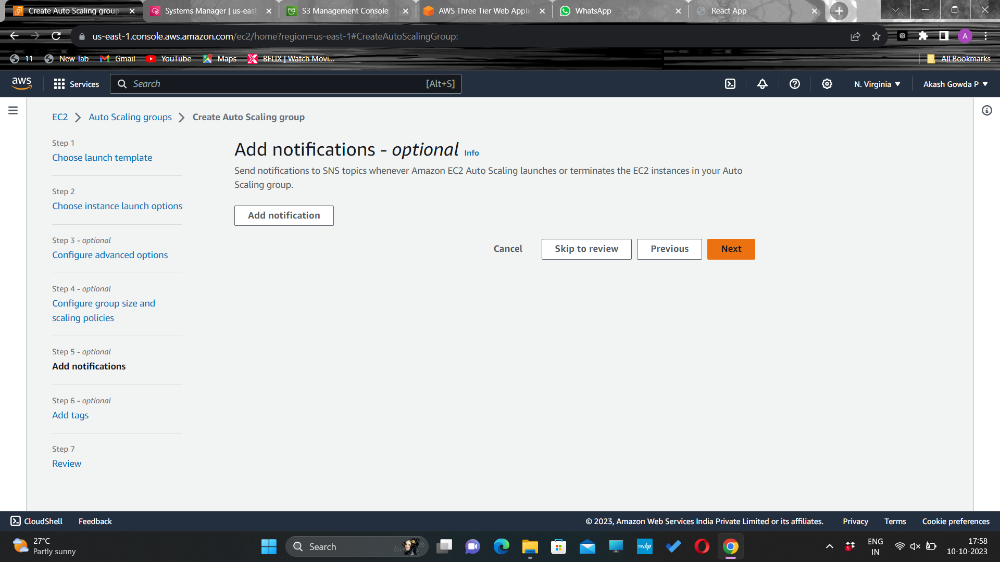 Create Auto Scaling group
Systems Manager | us-east
S3 Management Console
AWS Three Tier Web Applic
WhatsApp
React App
us-east-1.console.aws.amazon.com/ec2/home?region=us-east-1#CreateAutoScalingGroup:
A
11
New Tab
Gmail
YouTube
Maps
BFLIX | Watch Movi...
All Bookmarks
aws
Services
Search
[Alt+S]
N. Virginia
Akash Gowda P
EC2
Auto Scaling groups
Create Auto Scaling group
Step 1
Choose launch template
Step 2
Choose instance launch options
Step 3 - optional
Configure advanced options
Step 4 - optional
Configure group size and
scaling policies
Step 5 - optional
Add notifications
Step 6 - optional
Add tags
Step 7
Review
Add notifications - optional Info
Send notifications to SNS topics whenever Amazon EC2 Auto Scaling launches or terminates the EC2 instances in your Auto
Scaling group.
Add notification
Cancel
Skip to review
Previous
Next
CloudShell
Feedback
© 2023, Amazon Web Services India Private Limited or its affiliates.
Privacy
Terms
Cookie preferences
27°C
Partly sunny
Search
myhp
1
ENG
IN
17:58
10-10-2023